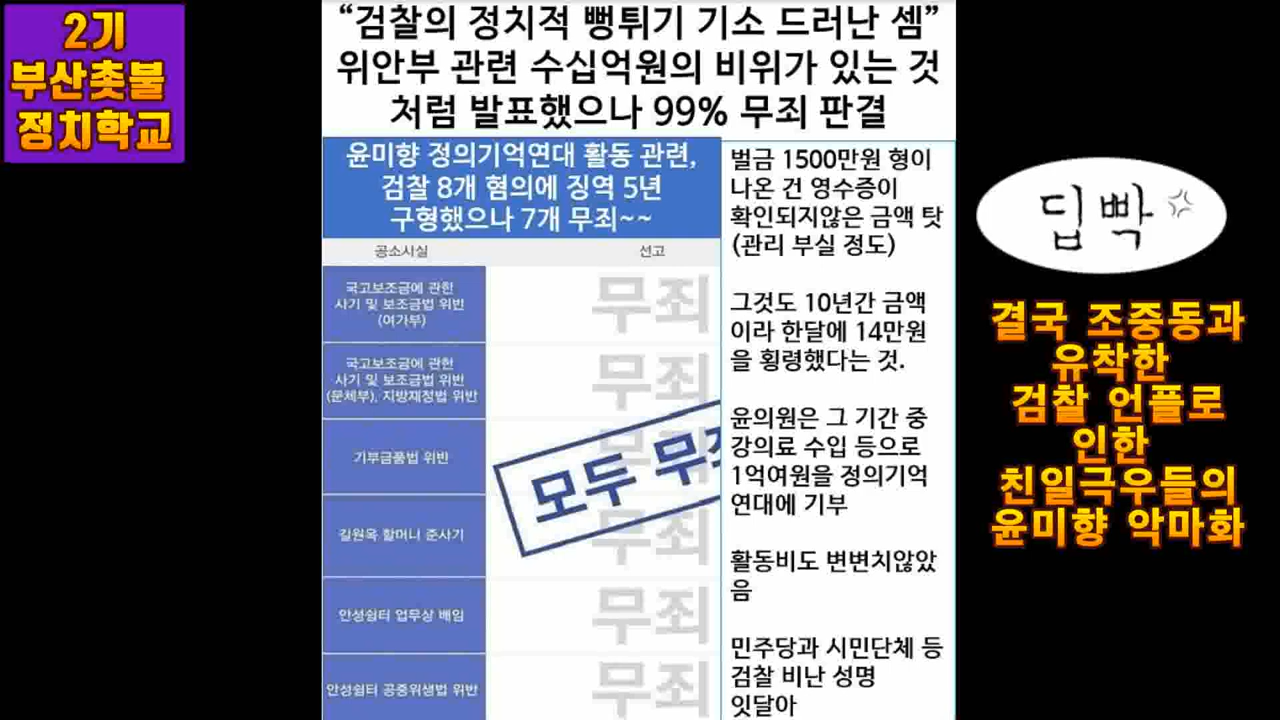 2기
부산촛불
정치학교
“검찰의 정치적 뻥튀기 기소 드러난 셈”
위안부 관련 수십억원의 비위가 있는 것
처럼 발표했으나 99% 무죄 판결
윤미향 정의기억연대 활동 관련,
검찰 8개 혐의에 징역 5년
구형했으나 7개 무죄~~
공소사실 선고
국고보조금에 관한
사기 및 보조금법 위반
(여가부)
무죄
국고보조금에 관한
사기 및 보조금법 위반
(문체부), 지방재정법 위반
무죄
기부금품법 위반
무죄
모두 무죄
길원옥 할머니 준사기
무죄
안성쉼터 업무상 배임
무죄
안성쉼터 공중위생법 위반
무죄
벌금 1500만원 형이
나온 건 영수증이
확인되지않은 금액 탓
(관리 부실 정도)
그것도 10년간 금액
이라 한달에 14만원
을 횡령했다는 것.
윤의원은 그 기간 중
강의료 수입 등으로
1억여원을 정의기억
연대에 기부
활동비도 변변치않았
음
민주당과 시민단체 등
검찰 비난 성명
잇달아
딥빡
결국 조중동과
유착한
검찰 언플로
인한
친일극우들의
윤미향 악마화